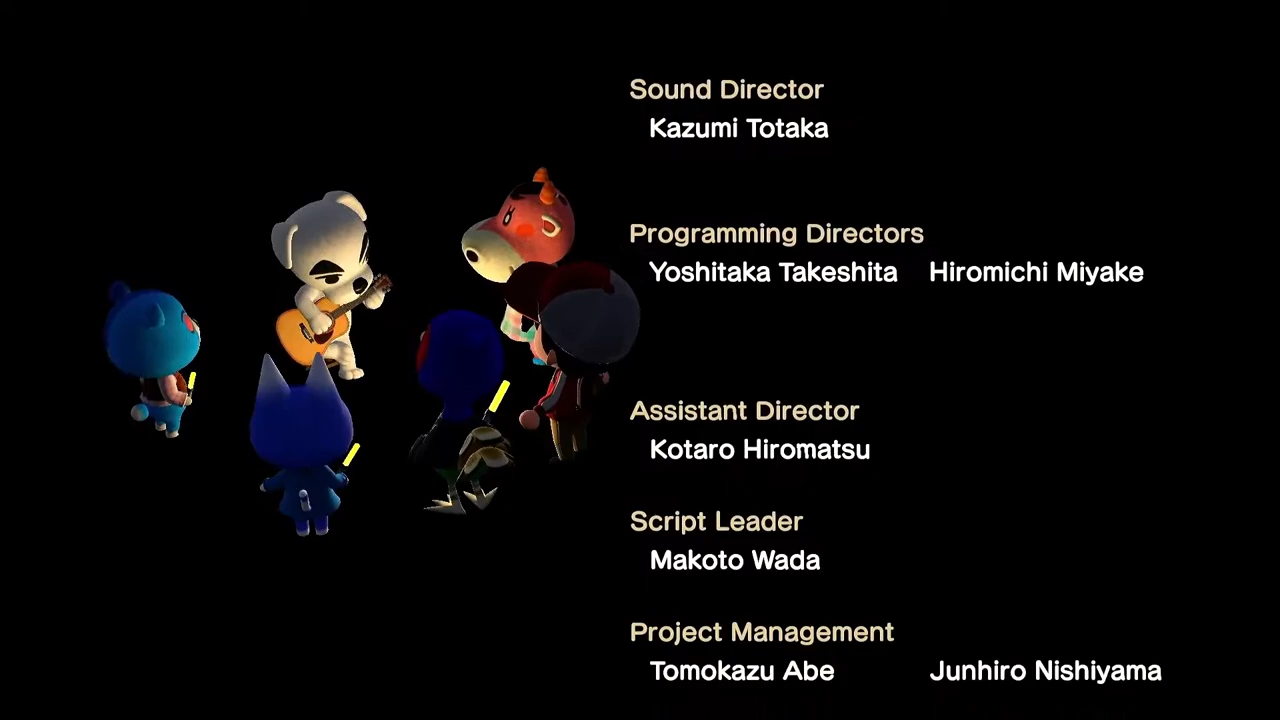 Sound Director
Kazumi Totaka
Programming Directors
Yoshitaka Takeshita Hiromichi Miyake
Assistant Director
Kotaro Hiromatsu
Script Leader
Makoto Wada
Project Management
Tomokazu Abe Junhiro Nishiyama